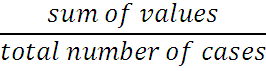 sum of values
total number of cases